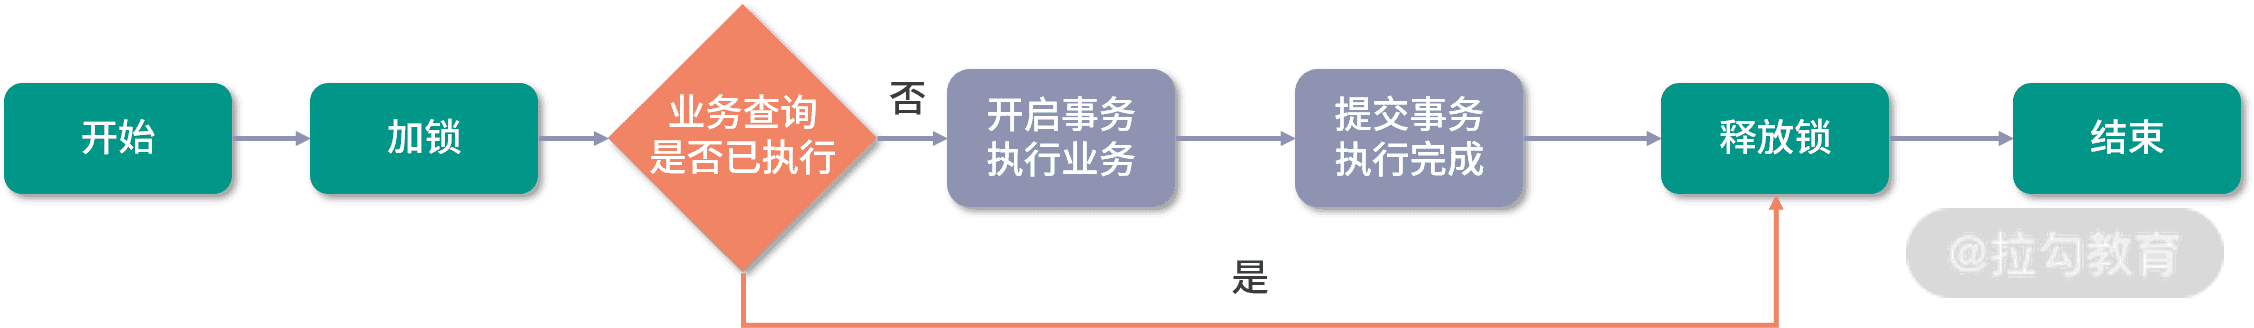 开始
加锁
业务查询
是否已执行
否
开启事务
执行业务
提交事务
执行完成
释放锁
结束
是
@拉勾教育